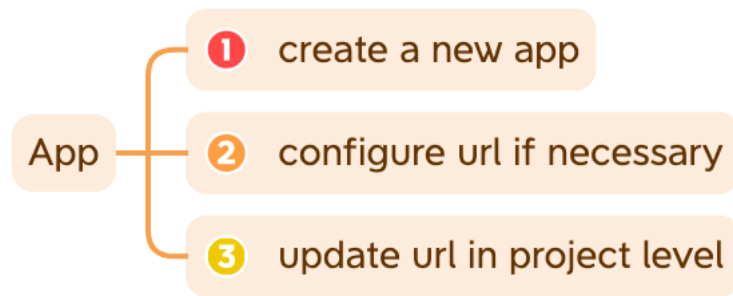 App
1 create a new app
2 configure url if necessary
3 update url in project level